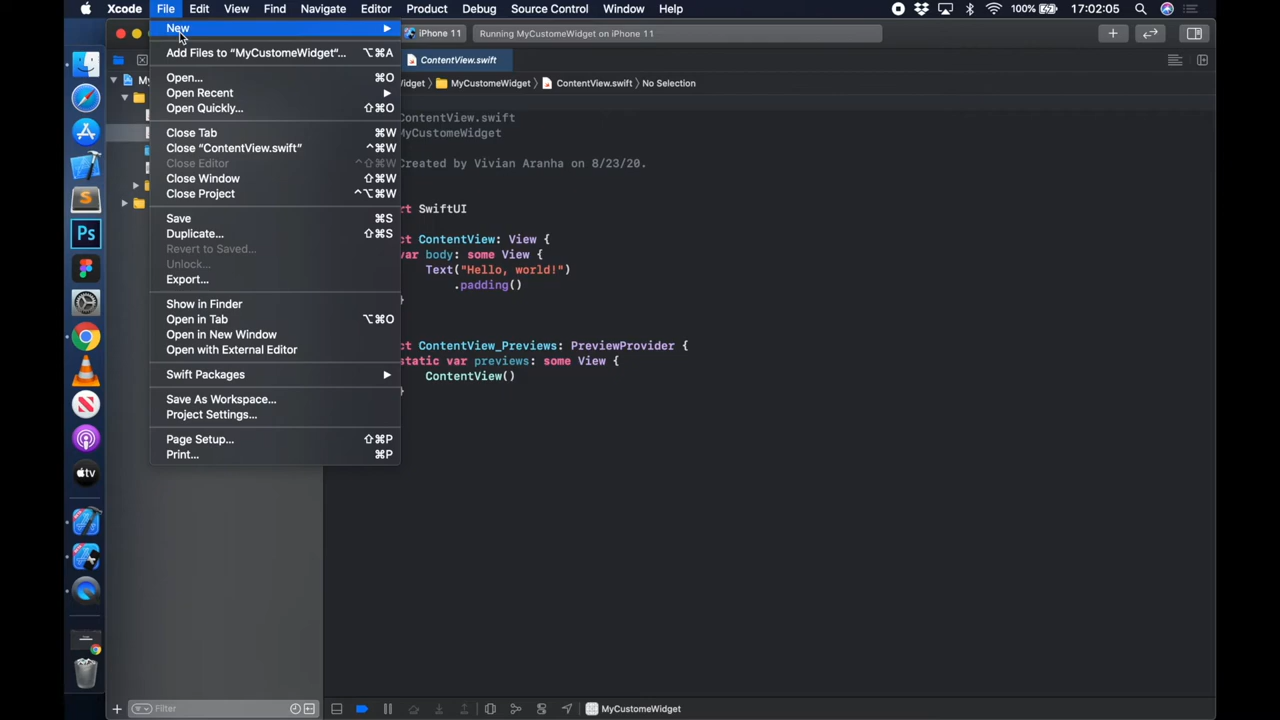 Xcode File Edit View Find Navigate Editor Product Debug Source Control Window Help 100% 17:02:05
New
iPhone 11 Running MyCustomeWidget on iPhone 11
Add Files to “MyCustomeWidget”... ⌥⌘A
ContentView.swift
Open... ⌘O
My
MyCustomeWidget ContentView.swift No Selection
Open Recent
Open Quickly... ⇧⌘O
ContentView.swift
Close Tab ⌘W
MyCustomeWidget
Close “ContentView.swift” ^⌘W
Close Editor ^⇧⌘W
Created by Vivian Aranha on 8/23/20.
Close Window ⇧⌘W
Close Project ^⌥⌘W
SwiftUI
Save ⌘S
Duplicate... ⇧⌘S
ContentView: View {
Revert to Saved...
var body: some View {
Unlock...
Text("Hello, world!")
Export...
.padding()
}
Show in Finder
Open in Tab ⌥⌘O
Open in New Window
Open with External Editor
ContentView_Previews: PreviewProvider {
static var previews: some View {
Swift Packages
ContentView()
}
Save As Workspace...
Project Settings...
Page Setup... ⇧⌘P
Print... ⌘P
Ps
tv
Filter
MyCustomeWidget